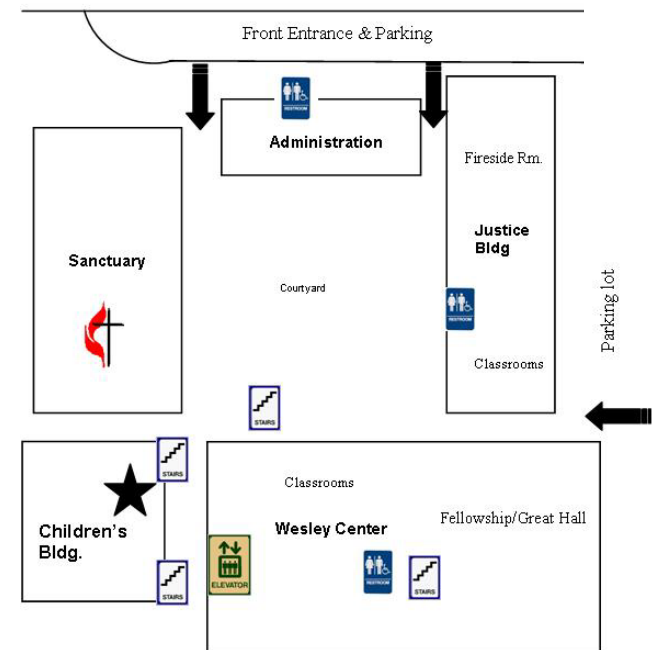 Front Entrance & Parking
RESTROOM
Administration
Fireside Rm.
Justice
Bldg
Sanctuary
Courtyard
RESTROOM
Parking lot
Classrooms
STAIRS
STAIRS
Classrooms
Fellowship/Great Hall
Children's
Bldg.
Wesley Center
ELEVATOR
RESTROOM
STAIRS
STAIRS